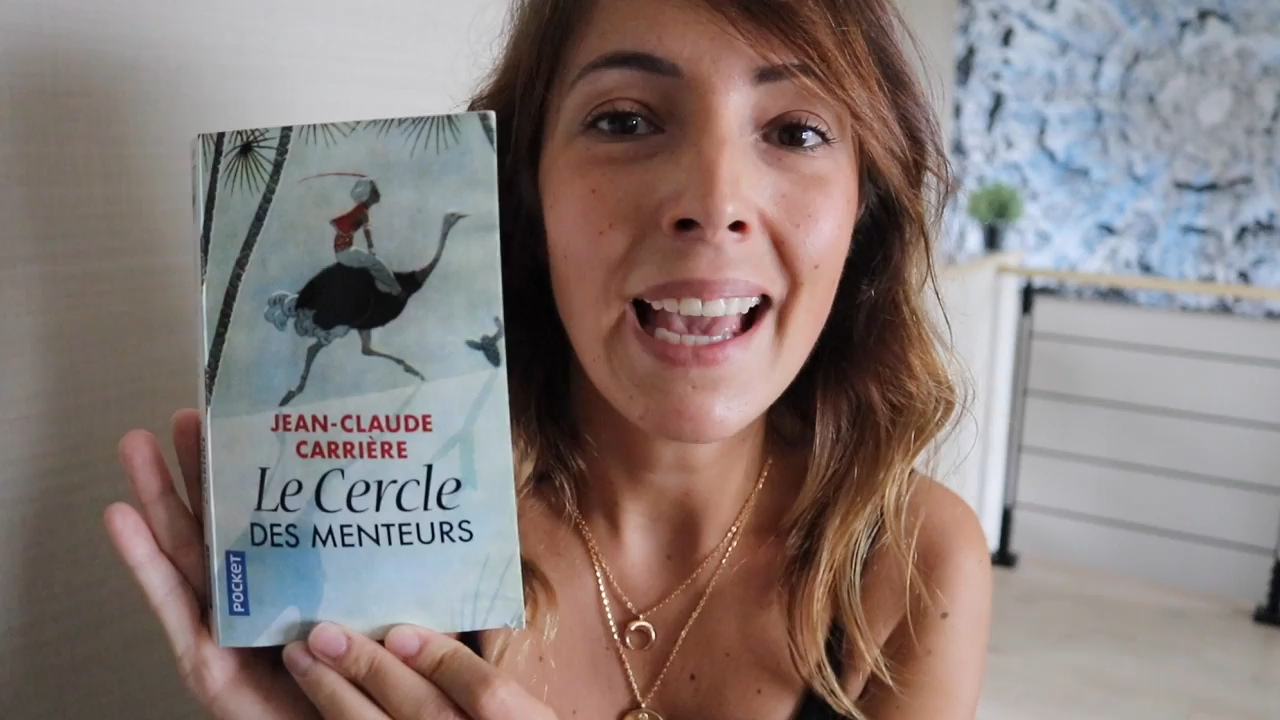 JEAN-CLAUDE
CARRIÈRE
Le Cercle
DES MENTEURS
POCKET